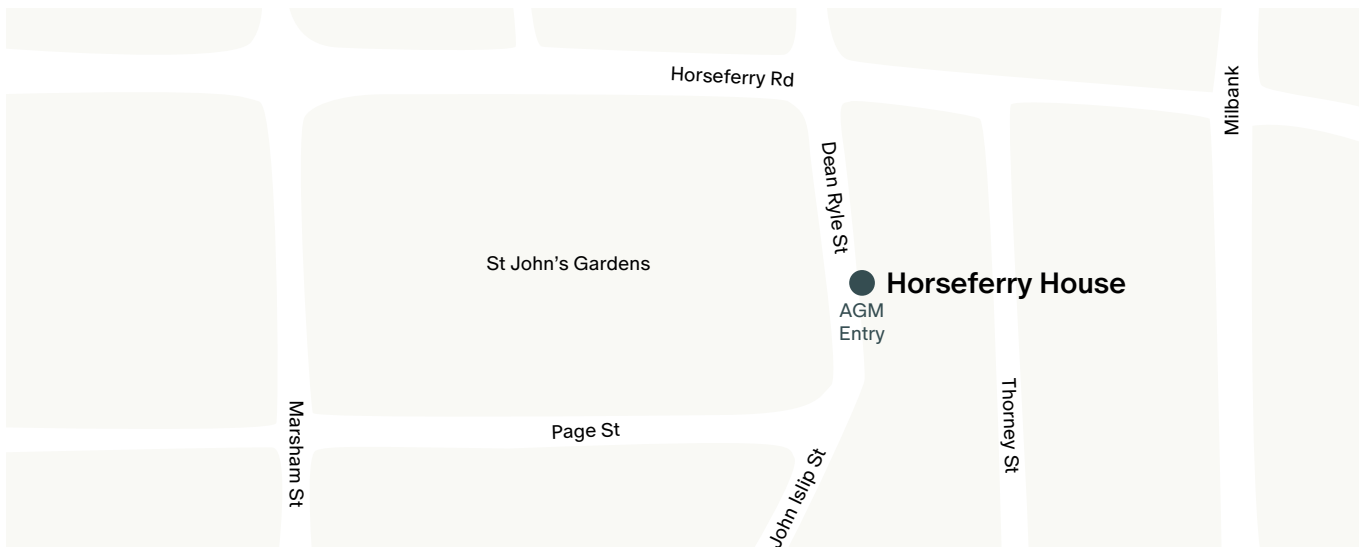 Horseferry Rd
Milbank
Dean Ryle St
St John’s Gardens
Horseferry House
AGM
Entry
Thorney St
Marsham St
Page St
John Islip St